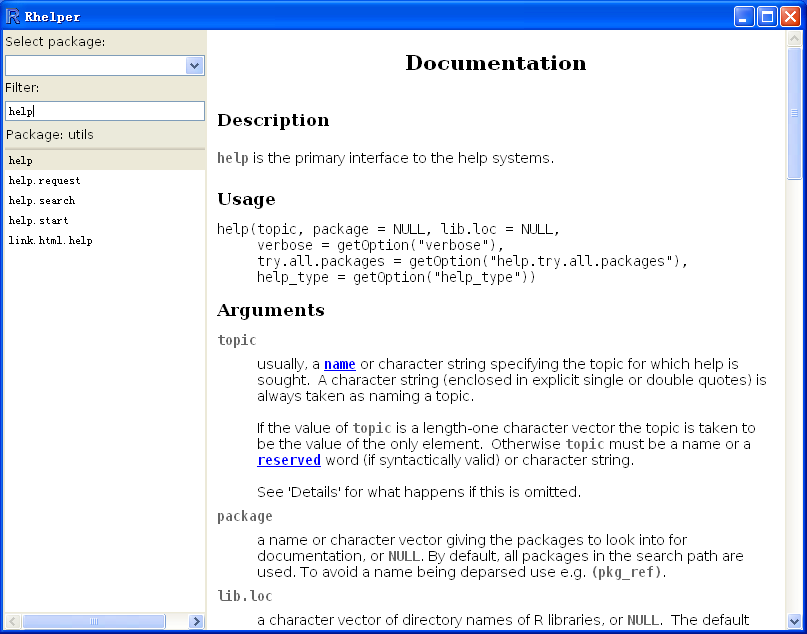 Rhelper
Select package:
Filter:
help
Package: utils
help
help.request
help.search
help.start
link.html.help
Documentation
Description
help is the primary interface to the help systems.
Usage
help(topic, package = NULL, lib.loc = NULL,
verbose = getOption("verbose"),
try.all.packages = getOption("help.try.all.packages"),
help_type = getOption("help_type"))
Arguments
topic
usually, a name or character string specifying the topic for which help is
sought.  A character string (enclosed in explicit single or double quotes) is
always taken as naming a topic.
If the value of topic is a length-one character vector the topic is taken to
be the value of the only element.  Otherwise topic must be a name or a
reserved word (if syntactically valid) or character string.
See 'Details' for what happens if this is omitted.
package
a name or character vector giving the packages to look into for
documentation, or NULL. By default, all packages in the search path are
used. To avoid a name being deparsed use e.g. (pkg_ref).
lib.loc
a character vector of directory names of R libraries, or NULL.  The default